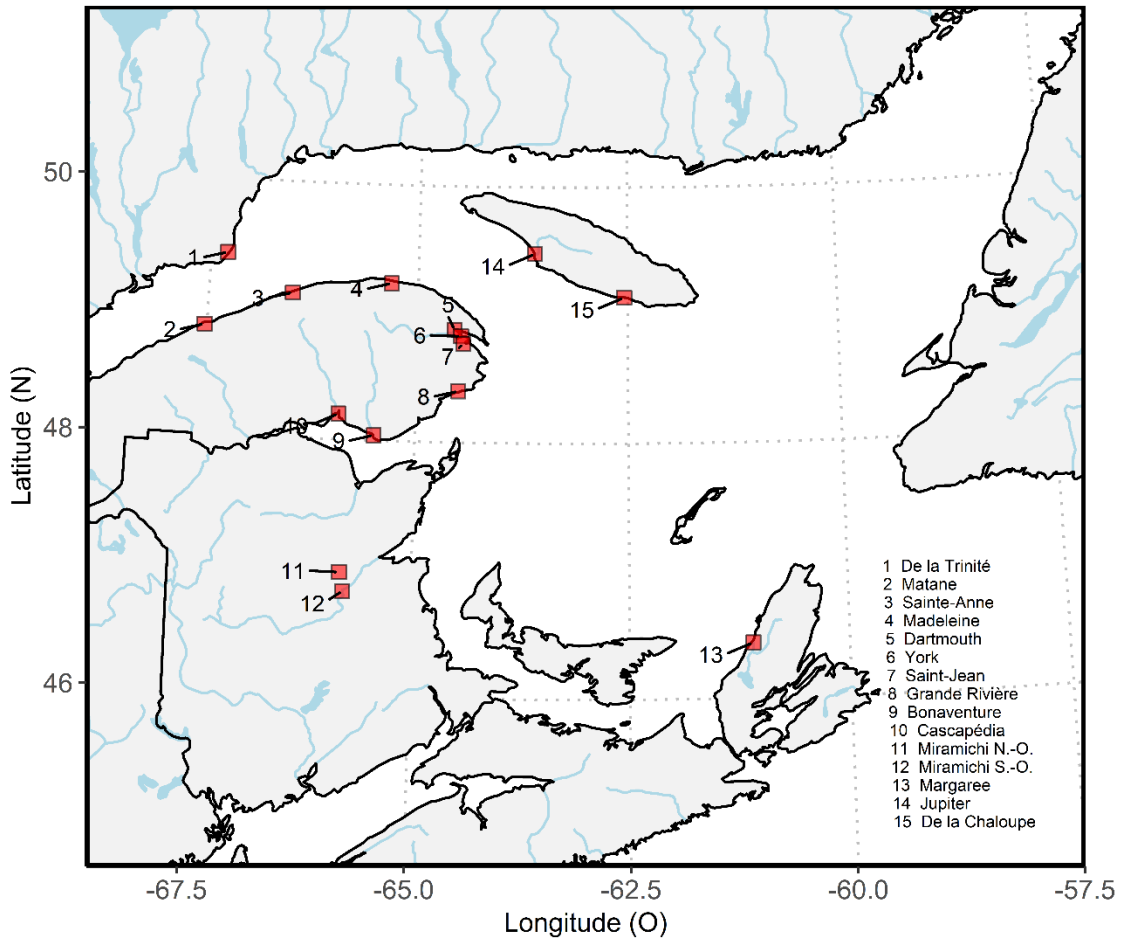 50
48
46
Latitude (N)
1
2
3
4
5
6
7
8
9
10
11
12
13
14
15
1 De la Trinité
2 Matane
3 Sainte-Anne
4 Madeleine
5 Dartmouth
6 York
7 Saint-Jean
8 Grande Rivière
9 Bonaventure
10 Cascapédia
11 Miramichi N.-O.
12 Miramichi S.-O.
13 Margaree
14 Jupiter
15 De la Chaloupe
-67.5 -65.0 -62.5 -60.0 -57.5
Longitude (O)